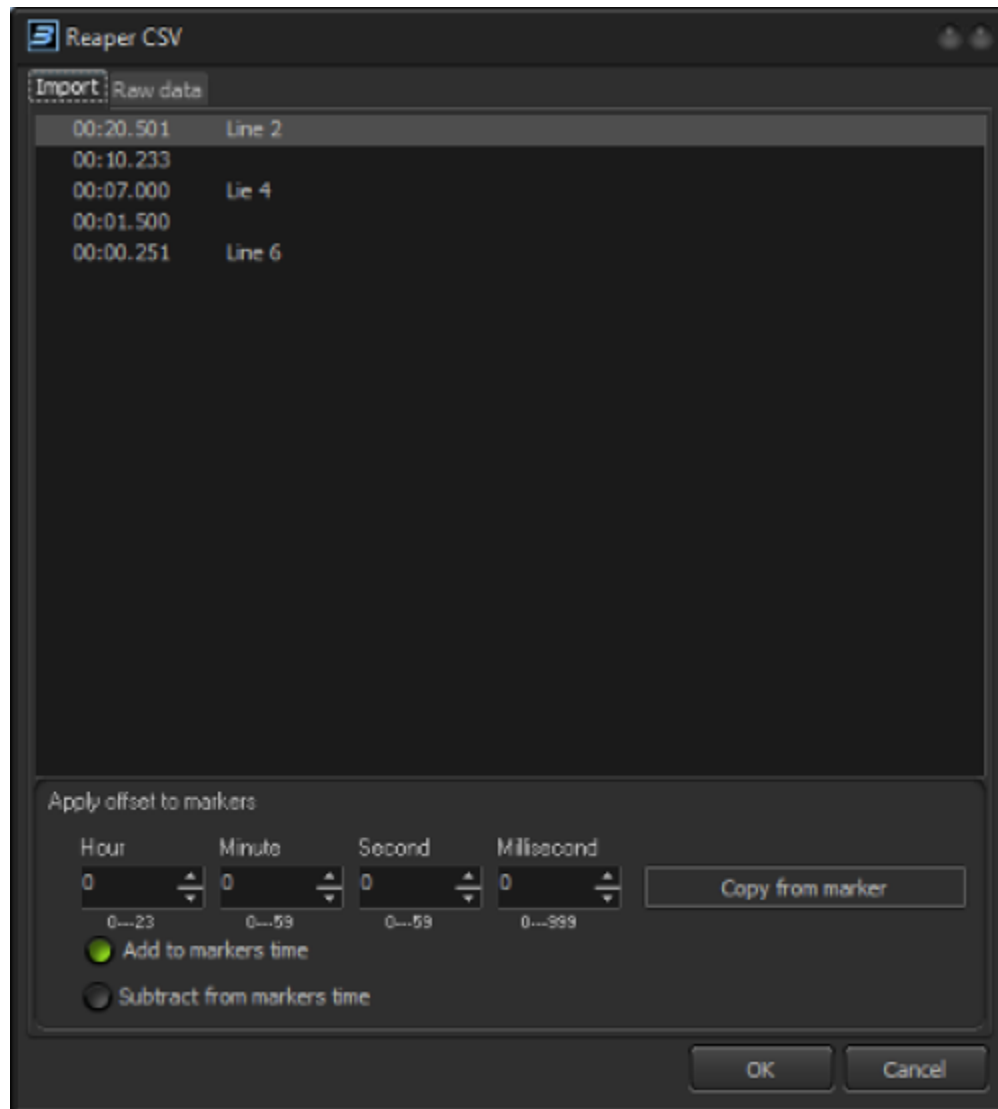 Reaper CSV
Import Raw data
00:20.501 Line 2
00:10.233
00:07.000 Lie 4
00:01.500
00:00.251 Line 6
Apply offset to markers
Hour Minute Second Millisecond
0 0 0 0 Copy from marker
0---23 0---59 0---59 0---999
Add to markers time
Subtract from markers time
OK Cancel